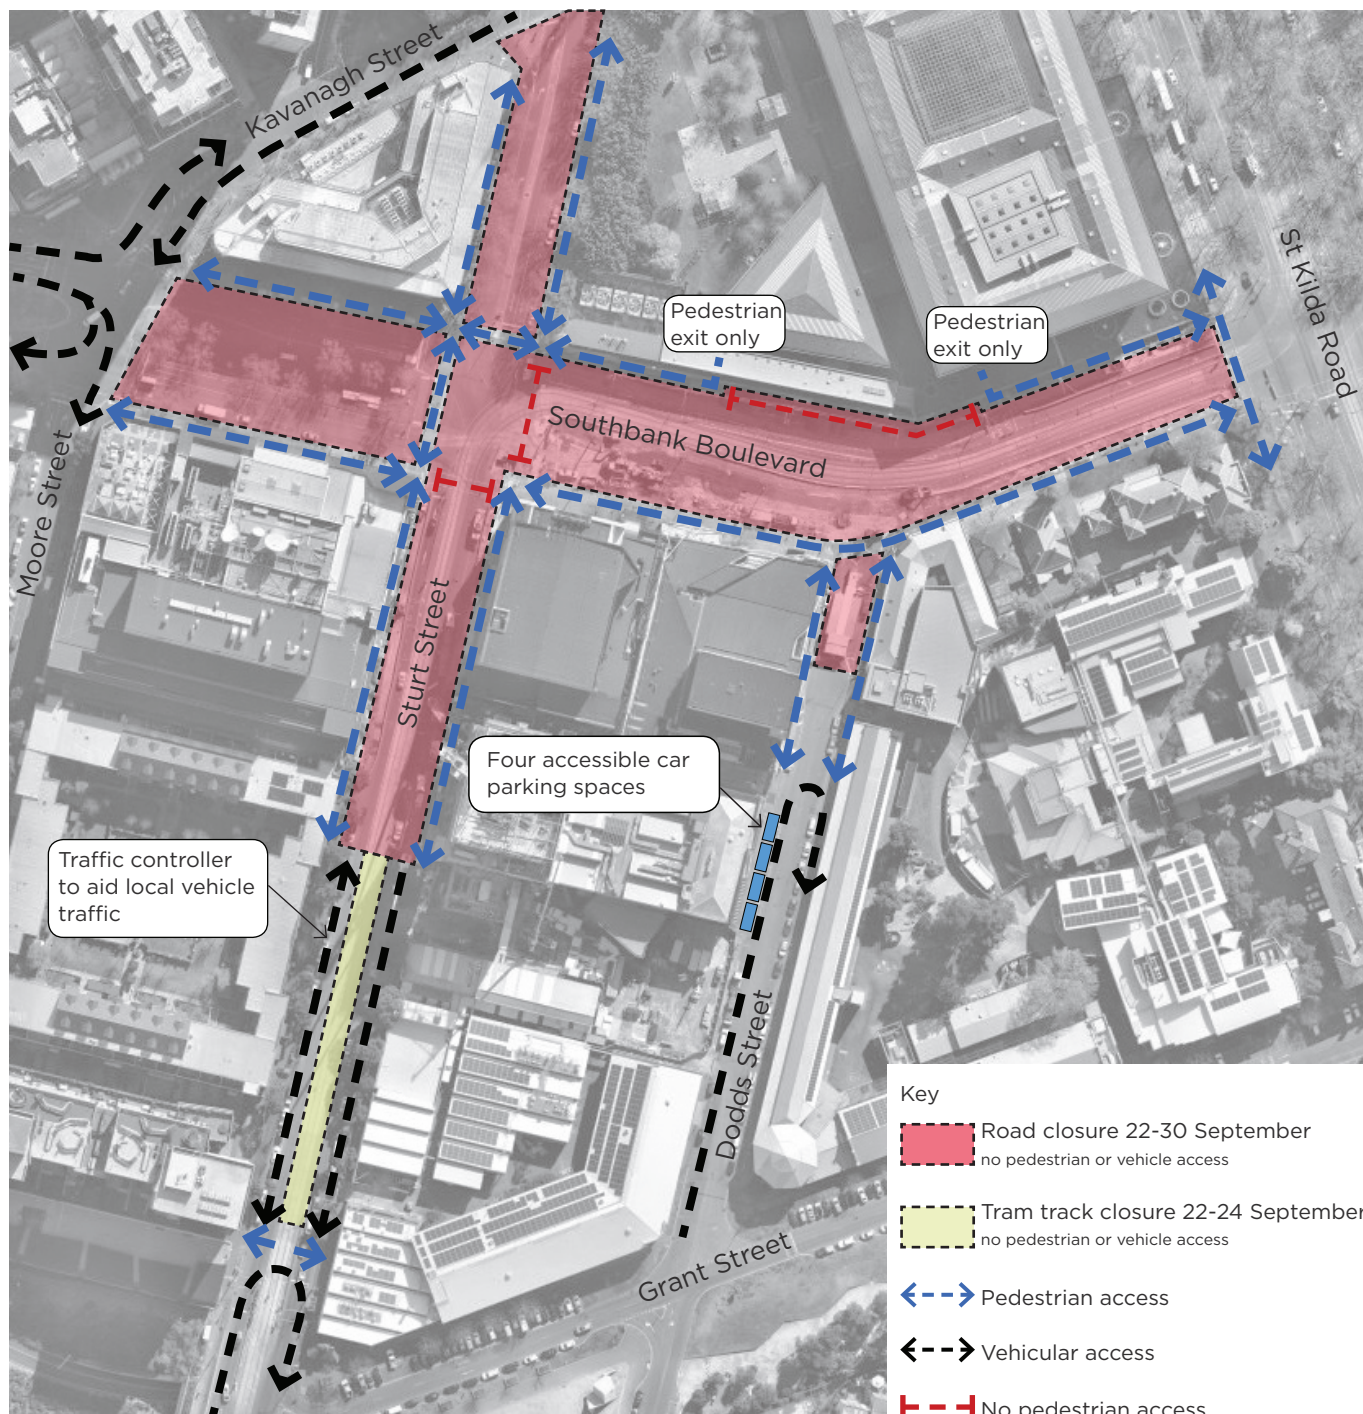 Kavanagh Street
St Kilda Road
Pedestrian
exit only
Pedestrian
exit only
Southbank Boulevard
Moore Street
Sturt Street
Four accessible car
parking spaces
Traffic controller
to aid local vehicle
traffic
Dodds Street
Grant Street
Key
Road closure 22-30 September
no pedestrian or vehicle access
Tram track closure 22-24 September
no pedestrian or vehicle access
Pedestrian access
Vehicular access
No pedestrian access